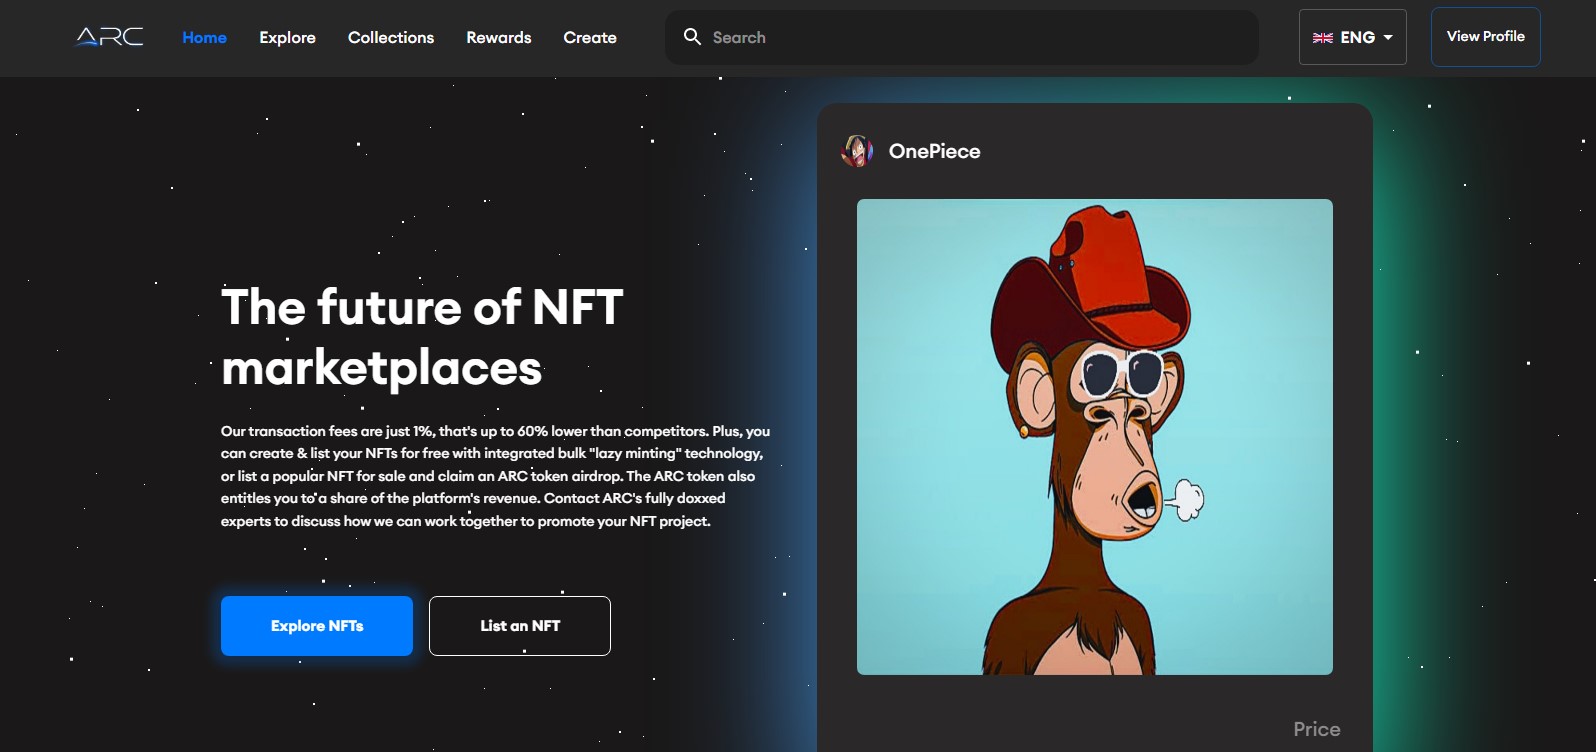 ARC
Home
Explore
Collections
Rewards
Create
Search
ENG
View Profile
OnePiece
The future of NFT
marketplaces
Our transaction fees are just 1%, that's up to 60% lower than competitors. Plus, you
can create & list your NFTs for free with integrated bulk "lazy minting" technology,
or list a popular NFT for sale and claim an ARC token airdrop. The ARC token also
entitles you to a share of the platform's revenue. Contact ARC's fully doxxed
experts to discuss how we can work together to promote your NFT project.
Explore NFTs
List an NFT
Price